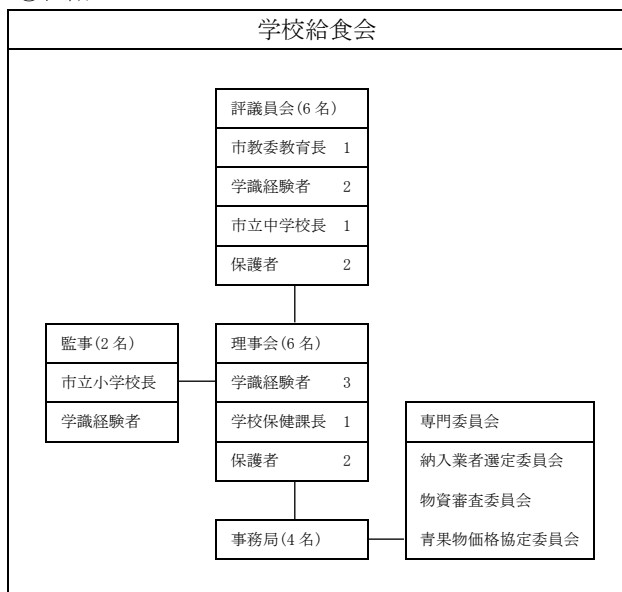 学校給食会
評議員会(6名)
市教委教育長 1
学識経験者 2
市立中学校長 1
保護者 2
監事(2名)
市立小学校長
学識経験者
理事会(6名)
学識経験者 3
学校保健課長 1
保護者 2
専門委員会
納入業者選定委員会
物資審査委員会
青果物価格協定委員会
事務局(4名)